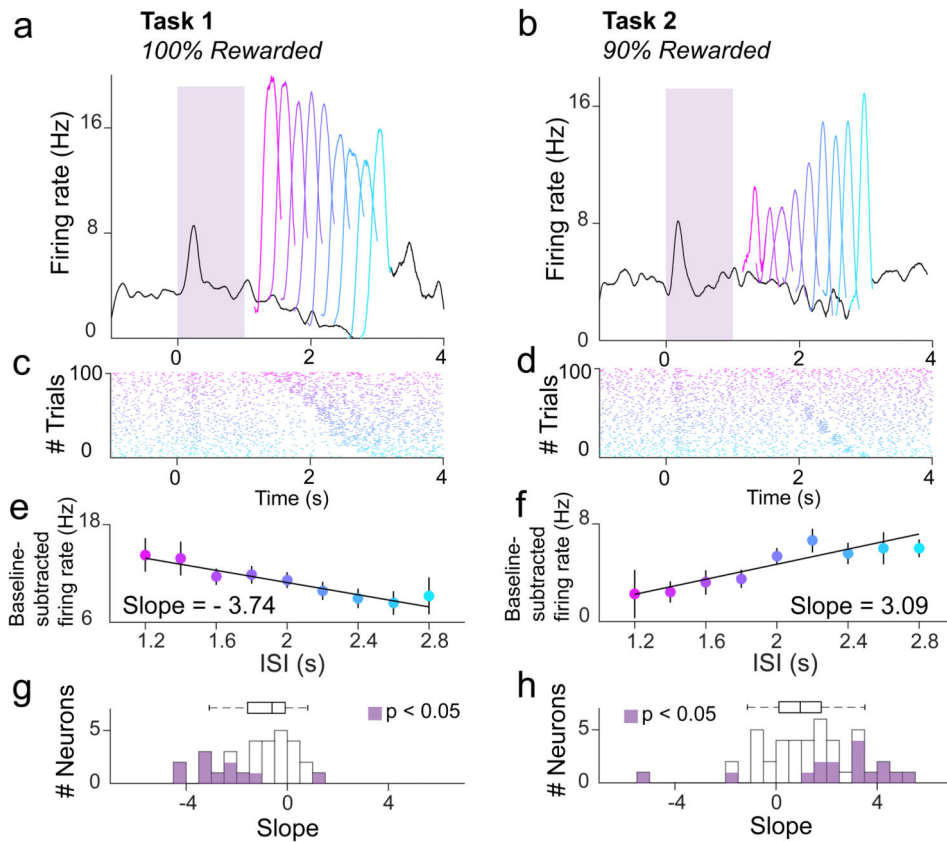 a
Task 1
100% Rewarded
Firing rate (Hz)
16
8
0
0
2
4
b
Task 2
90% Rewarded
Firing rate (Hz)
16
8
0
0
2
4
c
# Trials
100
0
0
2
4
Time (s)
d
# Trials
100
0
0
2
4
Time (s)
e
Baseline-
subtracted
firing rate (Hz)
18
6
Slope = - 3.74
1.2
1.6
2
2.4
2.8
ISI (s)
f
Baseline-
subtracted
firing rate (Hz)
8
0
Slope = 3.09
1.2
1.6
2
2.4
2.8
ISI (s)
g
# Neurons
5
0
p < 0.05
-4
0
4
Slope
h
# Neurons
5
0
p < 0.05
-4
0
4
Slope